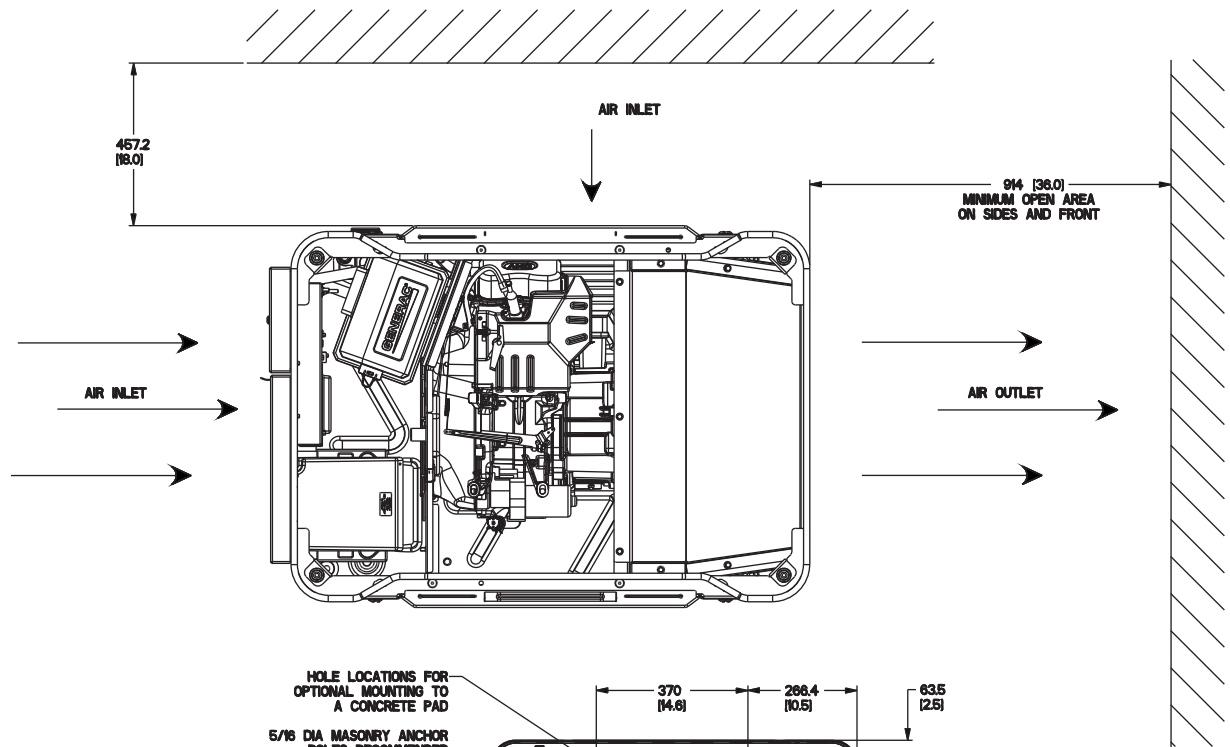 AIR INLET
457.2
[18.0]
914 [36.0]
MINIMUM OPEN AREA
ON SIDES AND FRONT
GENERAC
AIR INLET
AIR OUTLET
HOLE LOCATIONS FOR
OPTIONAL MOUNTING TO
A CONCRETE PAD
370
[14.6]
266.4
[10.5]
63.5
[2.5]
5/16 DIA MASONRY ANCHOR
BOLTS RECOMMENDED